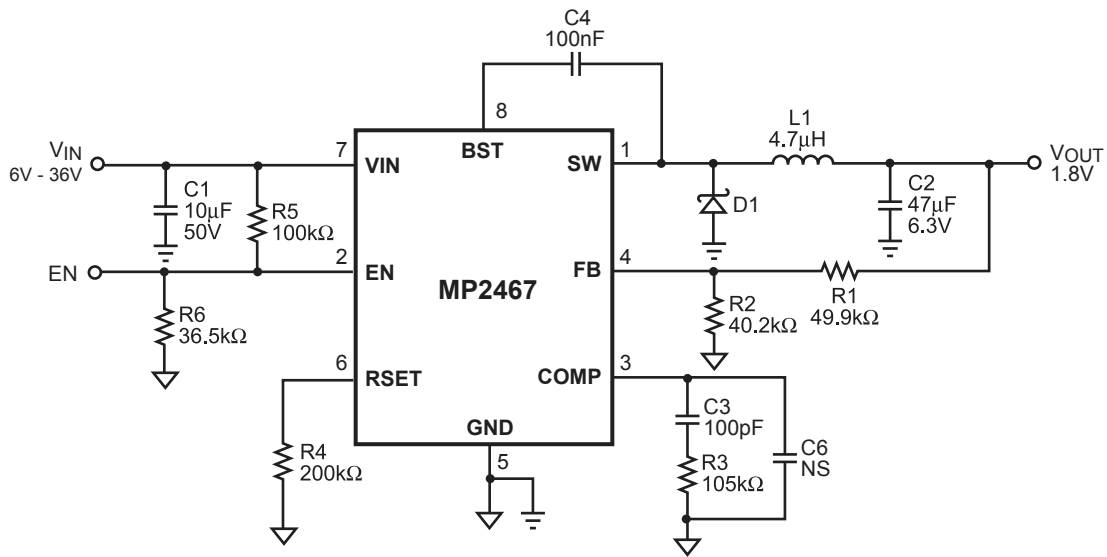 C4
100nF
8
BST
VIN
6V - 36V
7
VIN
C1
10μF
50V
R5
100kΩ
EN
2
EN
R6
36.5kΩ
MP2467
SW
1
L1
4.7μH
VOUT
1.8V
D1
C2
47μF
6.3V
FB
4
R2
40.2kΩ
R1
49.9kΩ
6
RSET
R4
200kΩ
COMP
3
C3
100pF
R3
105kΩ
C6
NS
GND
5